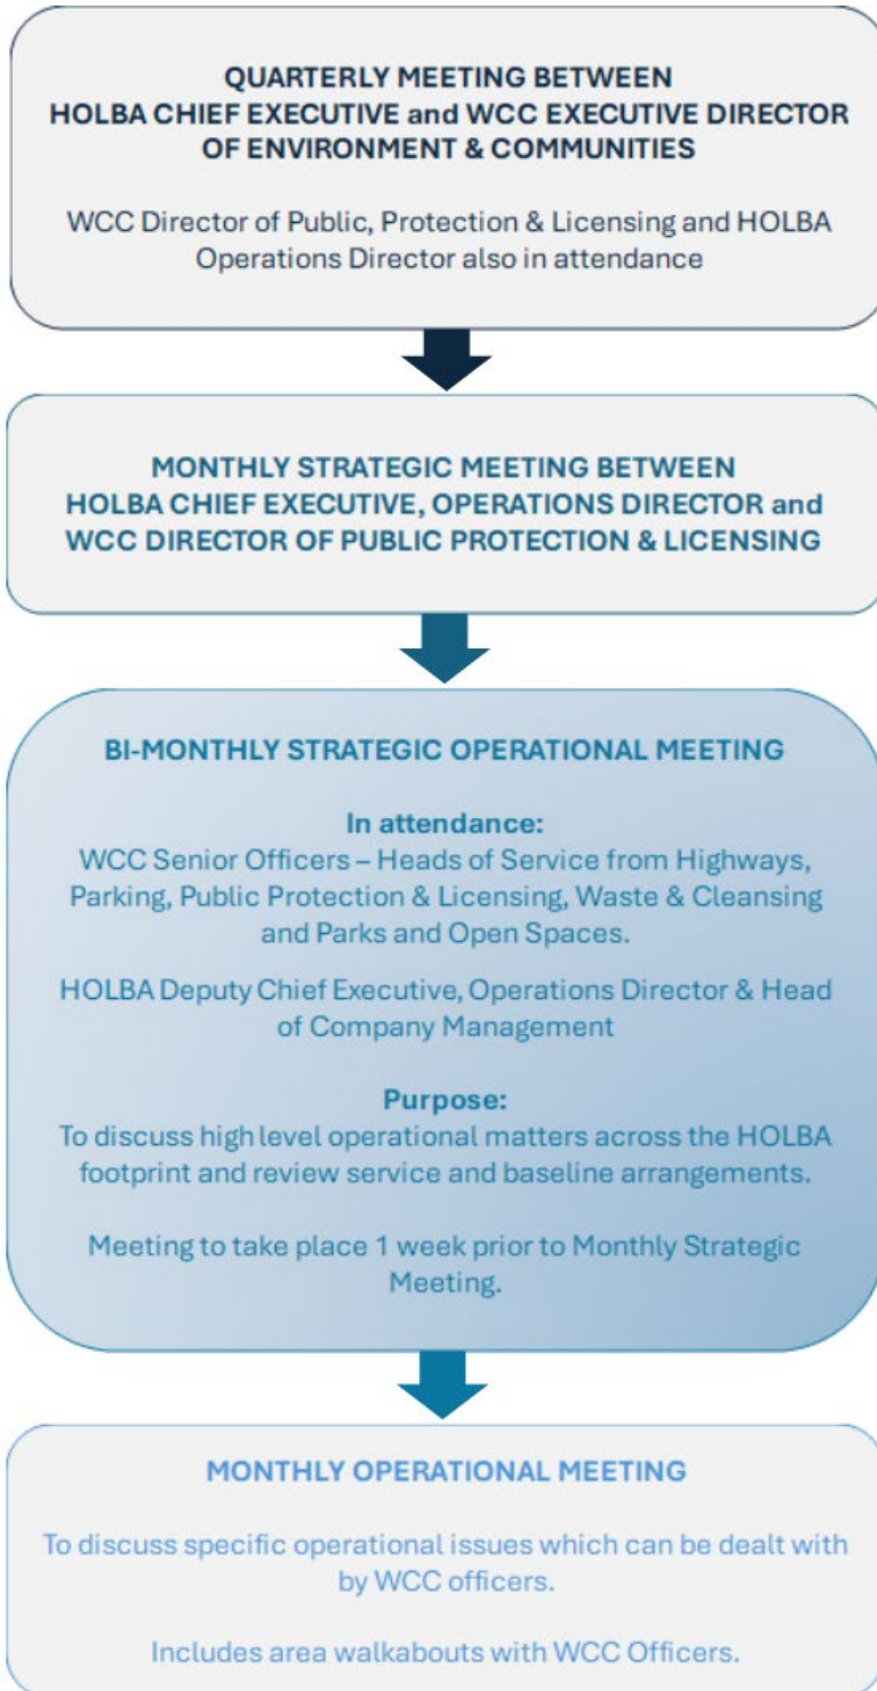 QUARTERLY MEETING BETWEEN
HOLBA CHIEF EXECUTIVE and WCC EXECUTIVE DIRECTOR
OF ENVIRONMENT & COMMUNITIES
WCC Director of Public, Protection & Licensing and HOLBA
Operations Director also in attendance
MONTHLY STRATEGIC MEETING BETWEEN
HOLBA CHIEF EXECUTIVE, OPERATIONS DIRECTOR and
WCC DIRECTOR OF PUBLIC PROTECTION & LICENSING
BI-MONTHLY STRATEGIC OPERATIONAL MEETING
In attendance:
WCC Senior Officers – Heads of Service from Highways,
Parking, Public Protection & Licensing, Waste & Cleansing
and Parks and Open Spaces.
HOLBA Deputy Chief Executive, Operations Director & Head
of Company Management
Purpose:
To discuss high level operational matters across the HOLBA
footprint and review service and baseline arrangements.
Meeting to take place 1 week prior to Monthly Strategic
Meeting.
MONTHLY OPERATIONAL MEETING
To discuss specific operational issues which can be dealt with
by WCC officers.
Includes area walkabouts with WCC Officers.